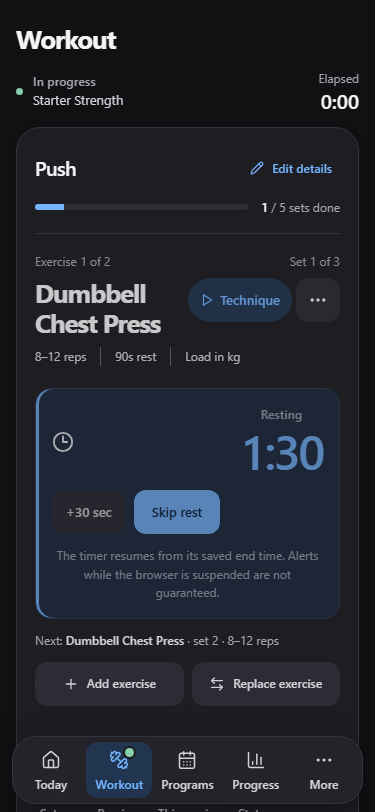 Workout
In progress
Starter Strength
Elapsed
0:00
Push
Edit details
1 / 5 sets done
Exercise 1 of 2
Set 1 of 3
Dumbbell
Chest Press
Technique
8–12 reps
90s rest
Load in kg
Resting
1:30
+30 sec
Skip rest
The timer resumes from its saved end time. Alerts
while the browser is suspended are not
guaranteed.
Next: Dumbbell Chest Press · set 2 · 8–12 reps
Add exercise
Replace exercise
Today
Workout
Programs
Progress
More